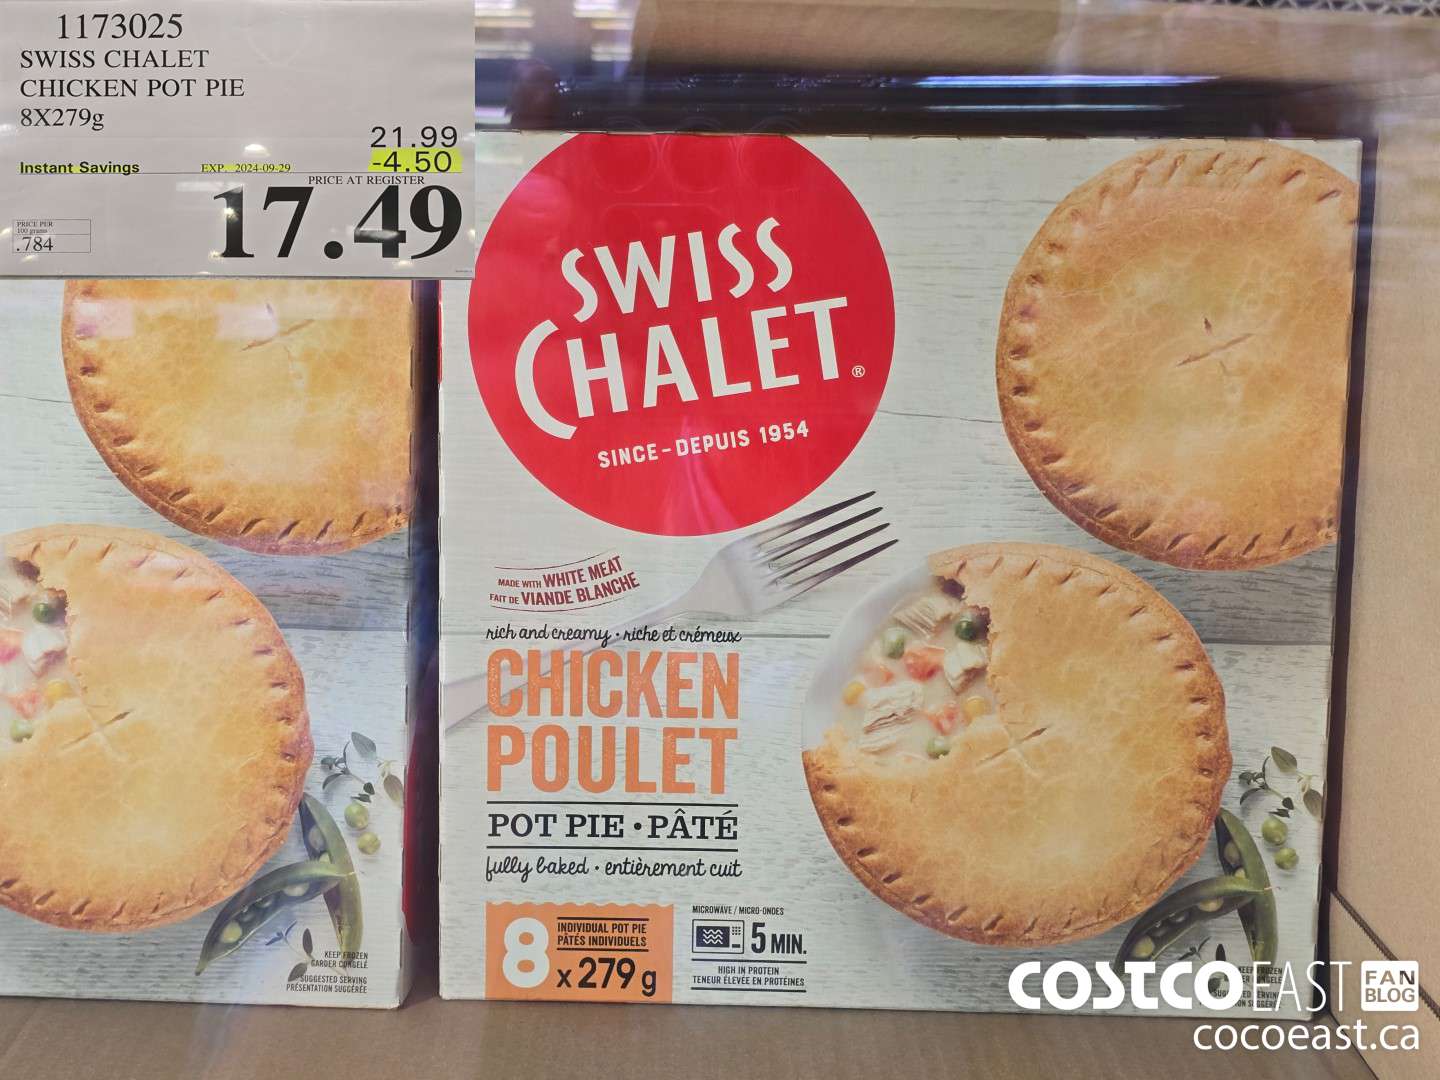 1173025
SWISS CHALET
CHICKEN POT PIE
8X279g
21.99
Instant Savings EXP. 2024-09-29 -4.50
PRICE AT REGISTER
17.49
PRICE PER
100 grams
.784
SWISS
CHALET®
SINCE - DEPUIS 1954
MADE WITH WHITE MEAT
FAIT DE VIANDE BLANCHE
rich and creamy • riche et crémeux
CHICKEN
POULET
POT PIE • PÂTÉ
fully baked • entièrement cuit
8 INDIVIDUAL POT PIE
PÂTÉS INDIVIDUELS
x 279 g
MICROWAVE / MICRO-ONDES
5 MIN.
HIGH IN PROTEIN
TENEUR ÉLEVÉE EN PROTÉINES
KEEP FROZEN
GARDER CONGELÉ
SUGGESTED SERVING
PRÉSENTATION SUGGÉRÉE
COSTCO EAST FAN BLOG
cocoeast.ca